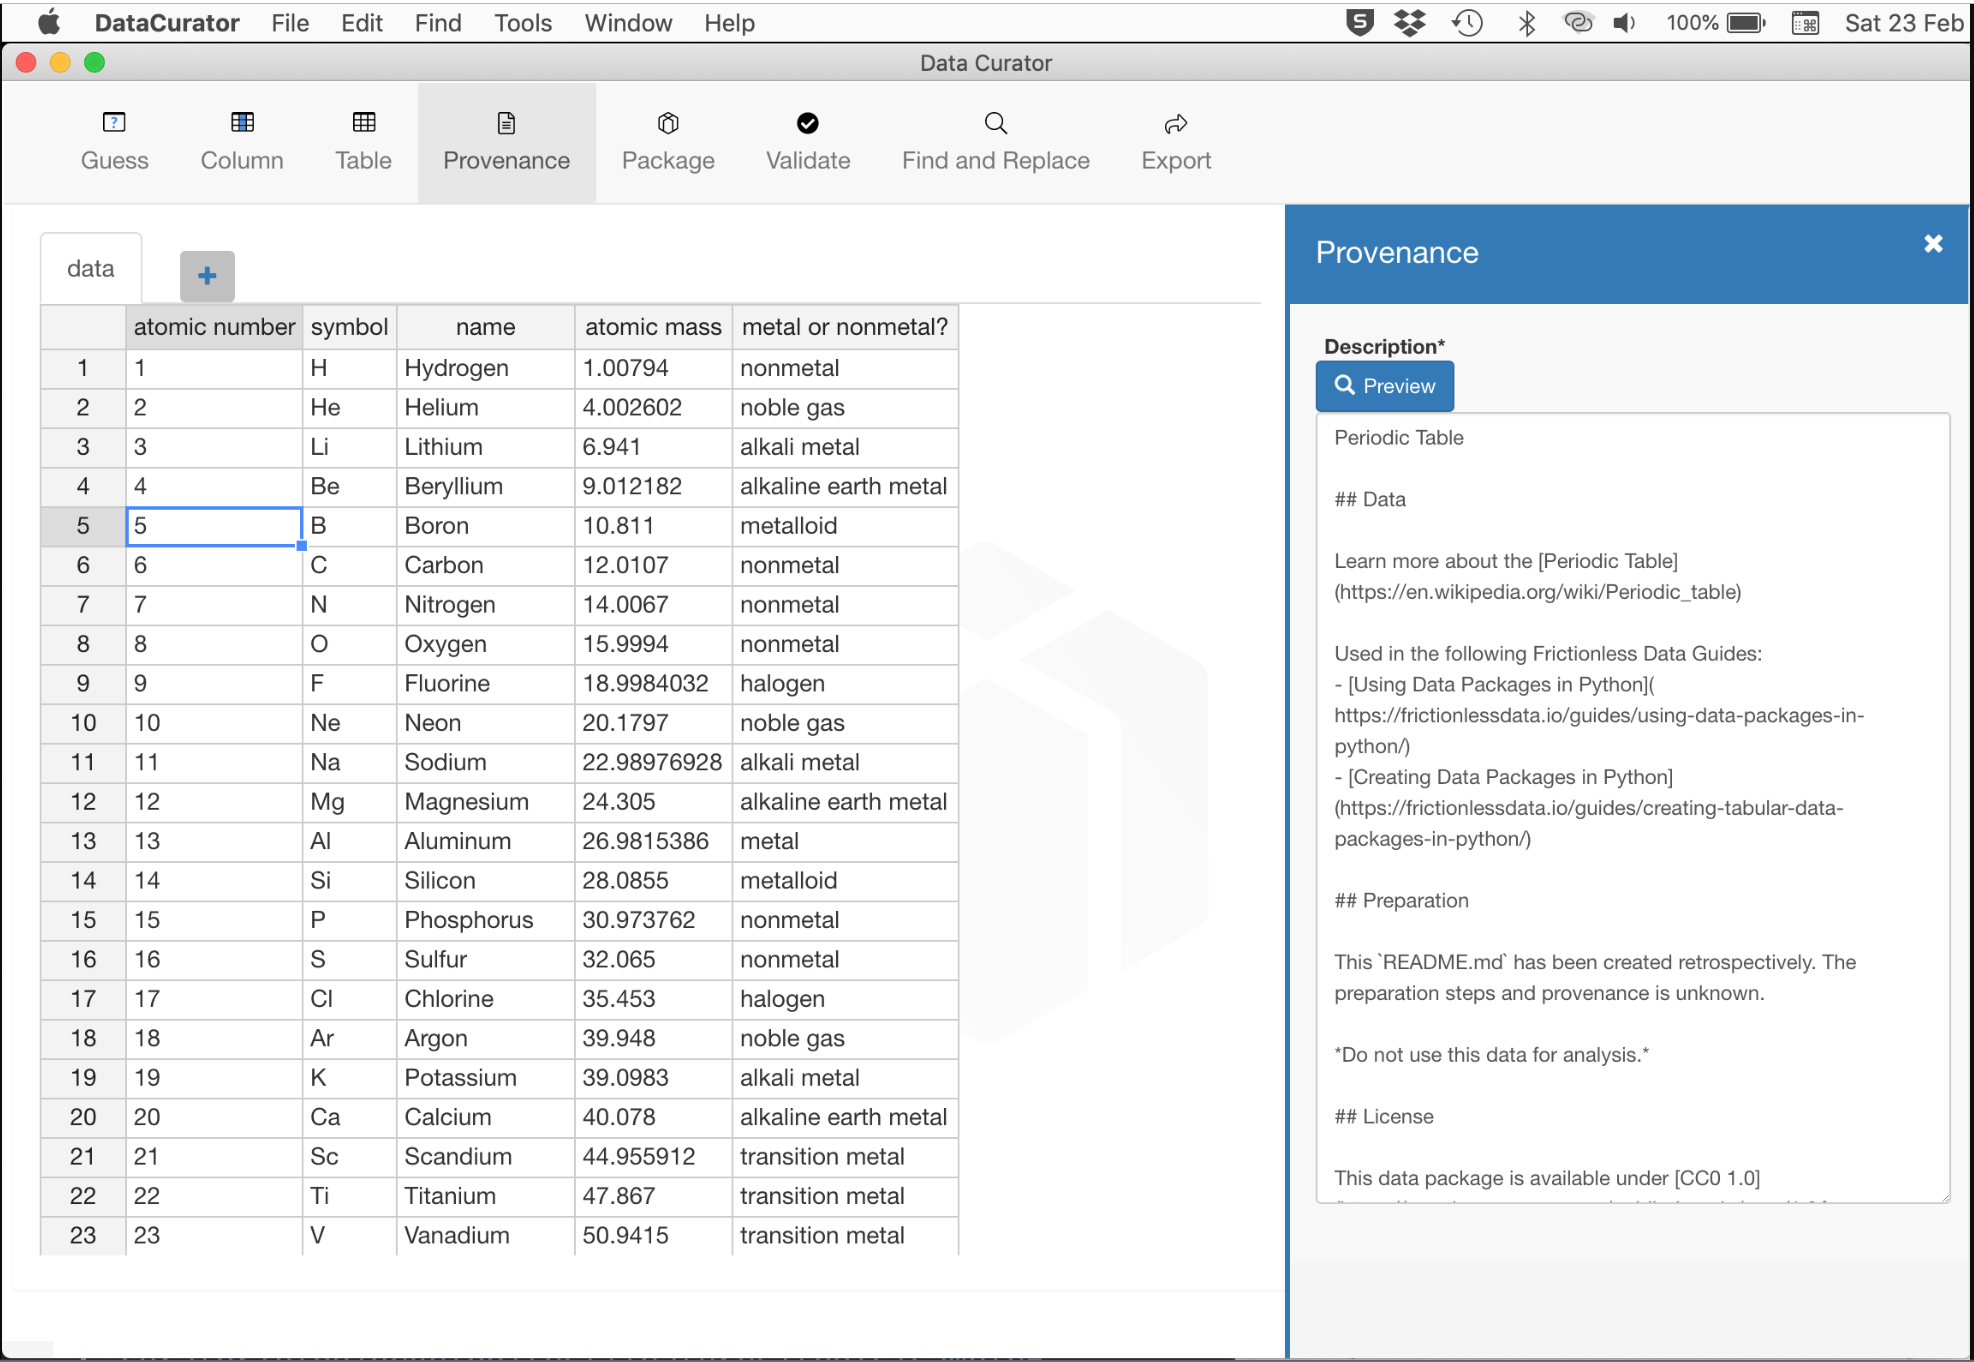 DataCurator File Edit Find Tools Window Help 100% Sat 23 Feb
Data Curator
Guess Column Table Provenance Package Validate Find and Replace Export
data
atomic number symbol name atomic mass metal or nonmetal?
1 1 H Hydrogen 1.00794 nonmetal
2 2 He Helium 4.002602 noble gas
3 3 Li Lithium 6.941 alkali metal
4 4 Be Beryllium 9.012182 alkaline earth metal
5 5 B Boron 10.811 metalloid
6 6 C Carbon 12.0107 nonmetal
7 7 N Nitrogen 14.0067 nonmetal
8 8 O Oxygen 15.9994 nonmetal
9 9 F Fluorine 18.9984032 halogen
10 10 Ne Neon 20.1797 noble gas
11 11 Na Sodium 22.98976928 alkali metal
12 12 Mg Magnesium 24.305 alkaline earth metal
13 13 Al Aluminum 26.9815386 metal
14 14 Si Silicon 28.0855 metalloid
15 15 P Phosphorus 30.973762 nonmetal
16 16 S Sulfur 32.065 nonmetal
17 17 Cl Chlorine 35.453 halogen
18 18 Ar Argon 39.948 noble gas
19 19 K Potassium 39.0983 alkali metal
20 20 Ca Calcium 40.078 alkaline earth metal
21 21 Sc Scandium 44.955912 transition metal
22 22 Ti Titanium 47.867 transition metal
23 23 V Vanadium 50.9415 transition metal
Provenance
Description*
Preview
Periodic Table
## Data
Learn more about the [Periodic Table]
(https://en.wikipedia.org/wiki/Periodic_table)
Used in the following Frictionless Data Guides:
- [Using Data Packages in Python](
https://frictionlessdata.io/guides/using-data-packages-in-
python/)
- [Creating Data Packages in Python]
(https://frictionlessdata.io/guides/creating-tabular-data-
packages-in-python/)
## Preparation
This `README.md` has been created retrospectively. The
preparation steps and provenance is unknown.
*Do not use this data for analysis.*
## License
This data package is available under [CC0 1.0]